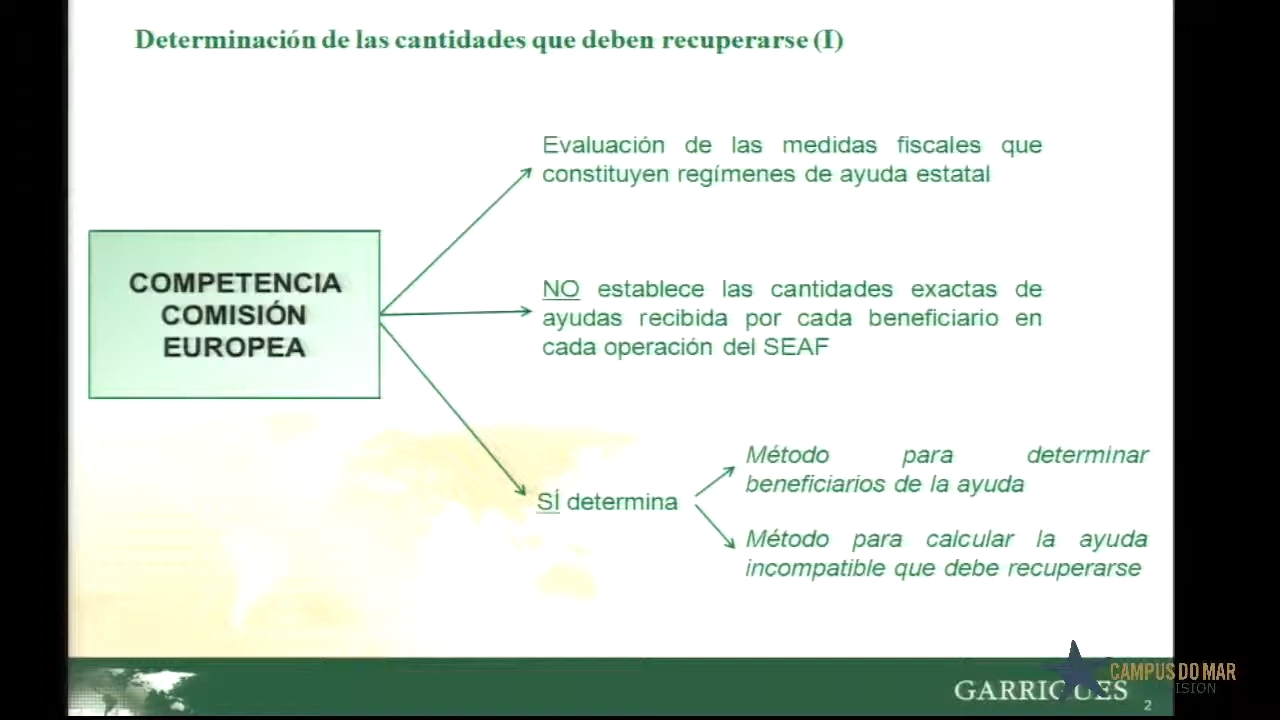 Determinación de las cantidades que deben recuperarse (I)
Evaluación de las medidas fiscales que
constituyen regímenes de ayuda estatal
COMPETENCIA
COMISIÓN
EUROPEA
NO establece las cantidades exactas de
ayudas recibida por cada beneficiario en
cada operación del SEAF
SÍ determina
Método para determinar
beneficiarios de la ayuda
Método para calcular la ayuda
incompatible que debe recuperarse
GARRIGUES
CAMPUS DO MAR
2